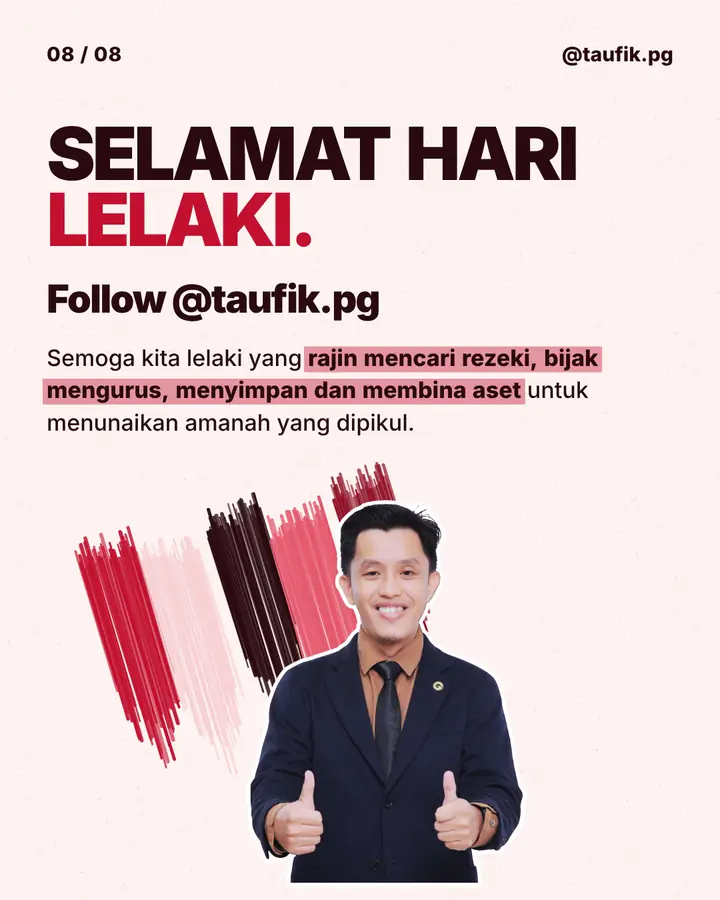 08 / 08
@taufik.pg
SELAMAT HARI
LELAKI.
Follow @taufik.pg
Semoga kita lelaki yang rajin mencari rezeki, bijak
mengurus, menyimpan dan membina aset untuk
menunaikan amanah yang dipikul.